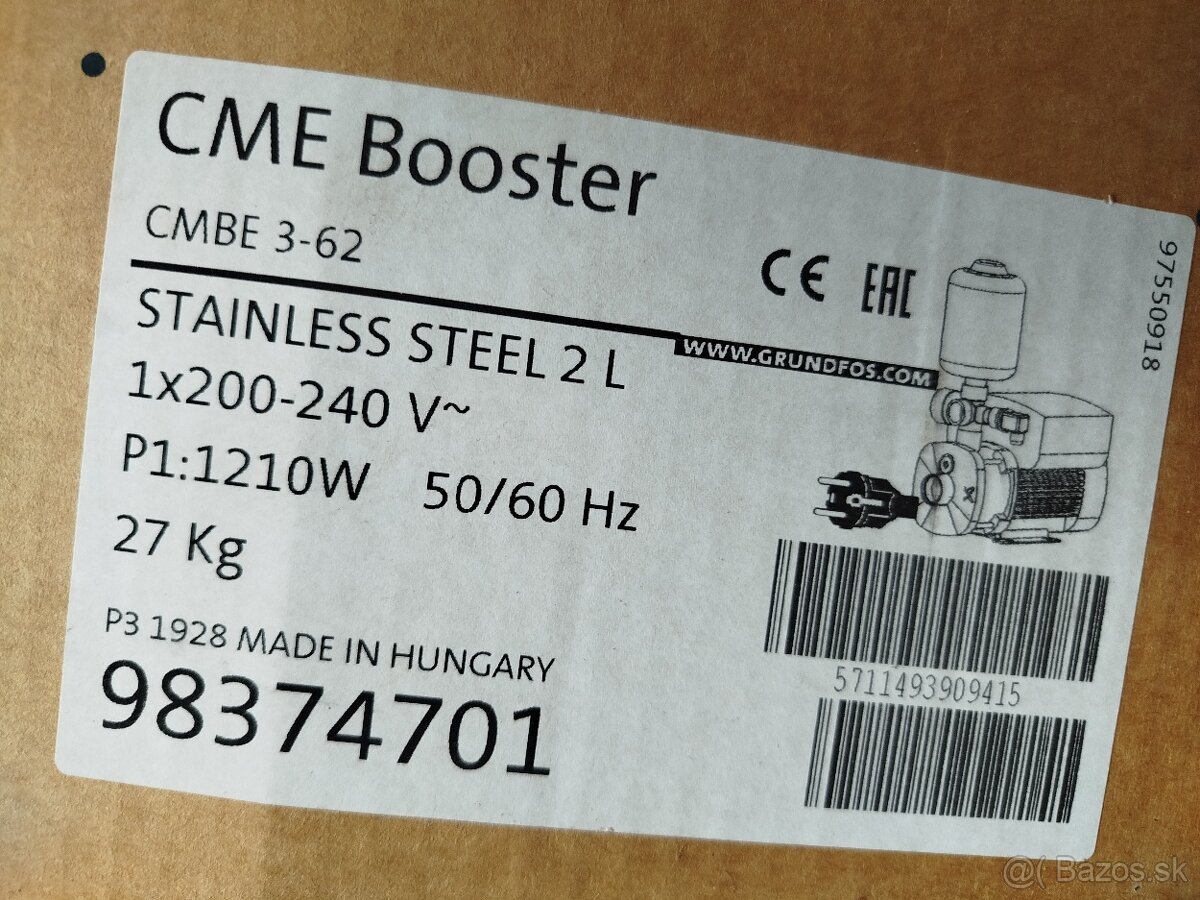 CME Booster
CMBE 3-62
CE EAC
WWW.GRUNDFOS.COM
STAINLESS STEEL 2 L
1x200-240 V~
P1:1210W 50/60 Hz
27 Kg
P3 1928 MADE IN HUNGARY
98374701
97550918
5711493909415
@( Bazos.sk